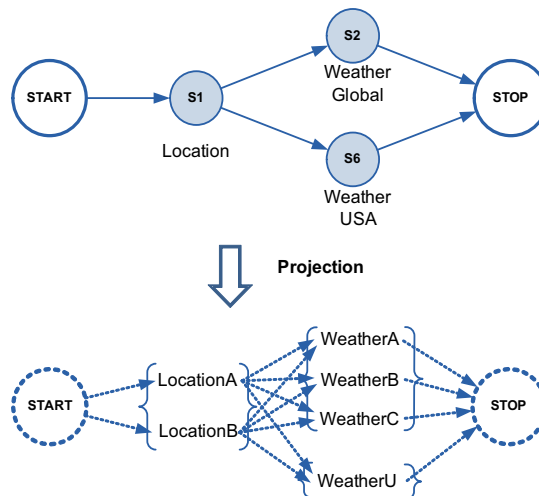 S2
Weather
Global
START
S1
STOP
Location
S6
Weather
USA
Projection
WeatherA
LocationA
WeatherB
START
STOP
LocationB
WeatherC
WeatherU